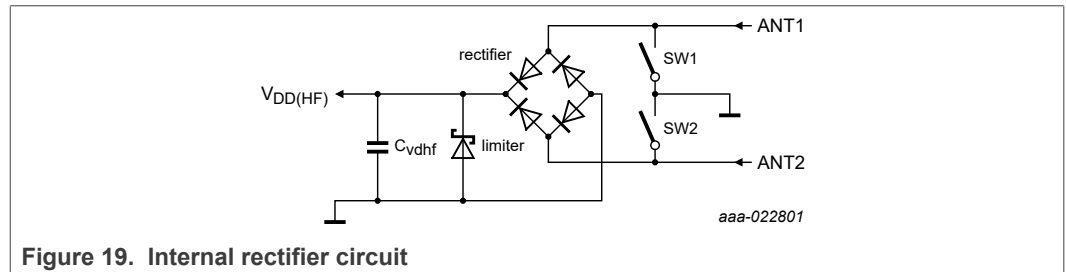 ANT1
rectifier
SW1
VDD(HF)
SW2
Cvdhf
limiter
ANT2
aaa-022801
Figure 19. Internal rectifier circuit